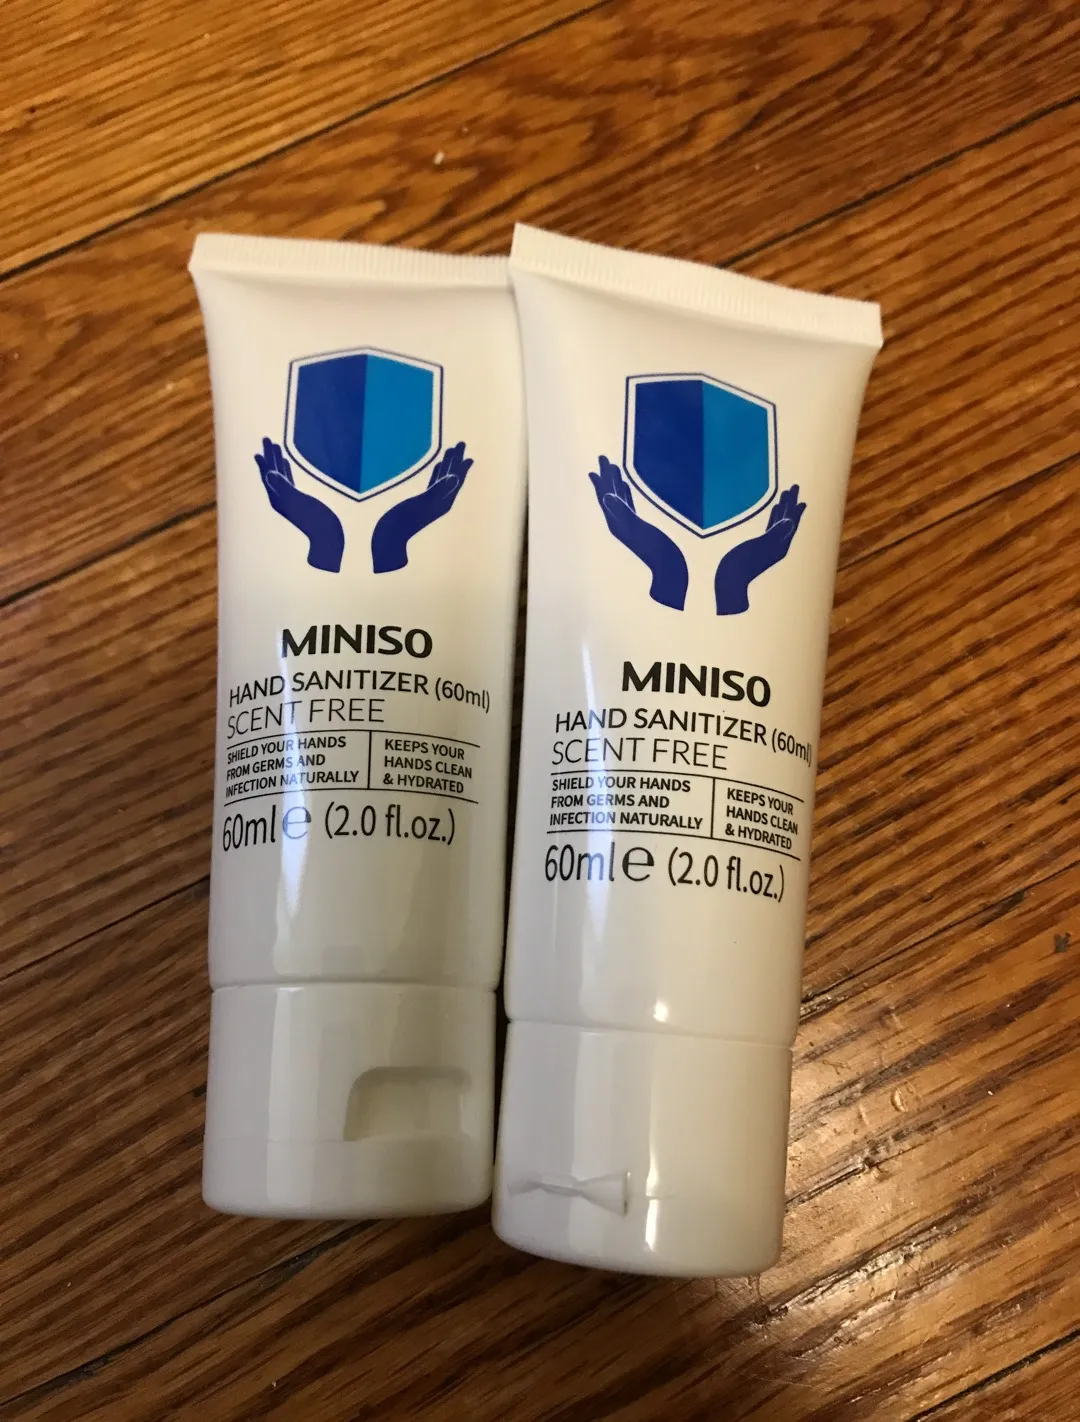 MINISO
HAND SANITIZER (60ml)
SCENT FREE
SHIELD YOUR HANDS
FROM GERMS AND
INFECTION NATURALLY
KEEPS YOUR
HANDS CLEAN
& HYDRATED
60ml e (2.0 fl.oz.)
MINISO
HAND SANITIZER (60ml)
SCENT FREE
SHIELD YOUR HANDS
FROM GERMS AND
INFECTION NATURALLY
KEEPS YOUR
HANDS CLEAN
& HYDRATED
60ml e (2.0 fl.oz.)